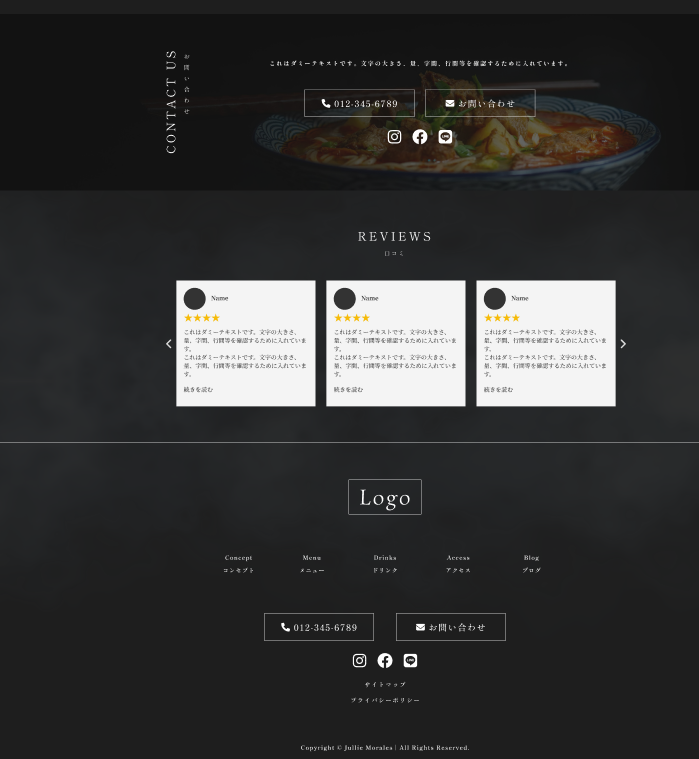 CONTACT US
お問い合わせ
これはダミーテキストです。文字の大きさ、量、字間、行間等を確認するために入れています。
012-345-6789
お問い合わせ
REVIEWS
口コミ
Name
★★★★
これはダミーテキストです。文字の大きさ、
量、字間、行間等を確認するために入れていま
す。
これはダミーテキストです。文字の大きさ、
量、字間、行間等を確認するために入れていま
す。
続きを読む
Name
★★★★
これはダミーテキストです。文字の大きさ、
量、字間、行間等を確認するために入れていま
す。
これはダミーテキストです。文字の大きさ、
量、字間、行間等を確認するために入れていま
す。
続きを読む
Name
★★★★
これはダミーテキストです。文字の大きさ、
量、字間、行間等を確認するために入れていま
す。
これはダミーテキストです。文字の大きさ、
量、字間、行間等を確認するために入れていま
す。
続きを読む
Logo
Concept
コンセプト
Menu
メニュー
Drinks
ドリンク
Access
アクセス
Blog
ブログ
012-345-6789
お問い合わせ
サイトマップ
プライバシーポリシー
Copyright © Jullie Morales | All Rights Reserved.